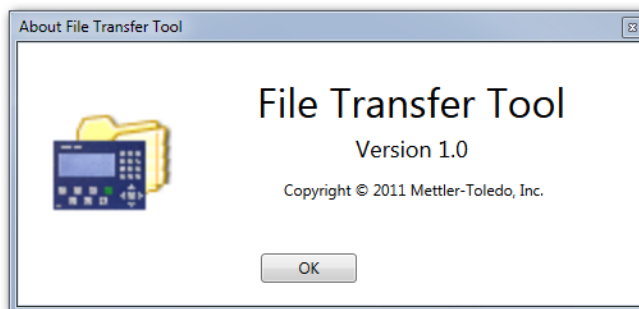 About File Transfer Tool
File Transfer Tool
Version 1.0
Copyright © 2011 Mettler-Toledo, Inc.
OK